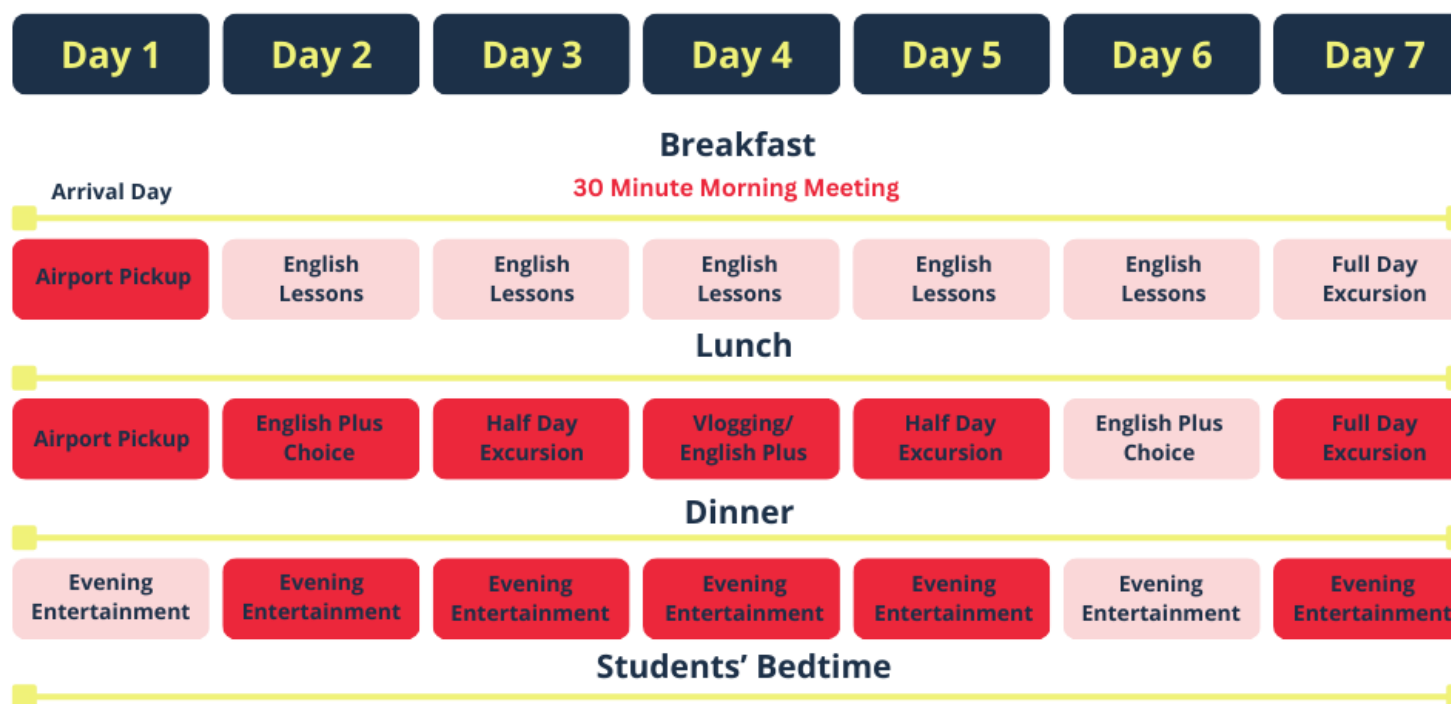 Day 1 Day 2 Day 3 Day 4 Day 5 Day 6 Day 7
Breakfast
Arrival Day 30 Minute Morning Meeting
Airport Pickup
English
Lessons
English
Lessons
English
Lessons
English
Lessons
English
Lessons
Full Day
Excursion
Lunch
Airport Pickup
English Plus
Choice
Half Day
Excursion
Vlogging/
English Plus
Half Day
Excursion
English Plus
Choice
Full Day
Excursion
Dinner
Evening
Entertainment
Evening
Entertainment
Evening
Entertainment
Evening
Entertainment
Evening
Entertainment
Evening
Entertainment
Evening
Entertainment
Students’ Bedtime